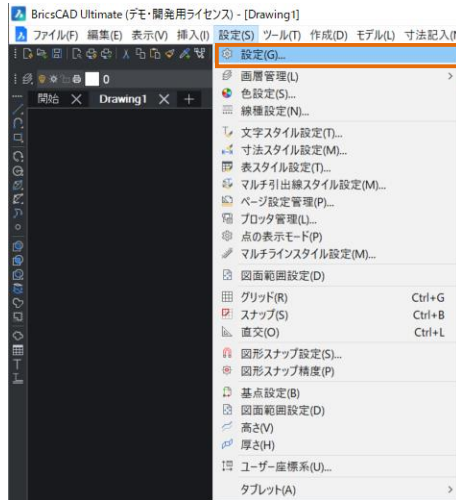 BricsCAD Ultimate (デモ・開発用ライセンス) - [Drawing1]
ファイル(F) 編集(E) 表示(V) 挿入(I) 設定(S) ツール(T) 作成(D) モデル(L) 寸法記入(
0
開始 Drawing1
設定(G)...
画層管理(L)
色設定(S)...
線種設定(N)...
文字スタイル設定(T)...
寸法スタイル設定(M)...
表スタイル設定(T)...
マルチ引出線スタイル設定(M)...
ページ設定管理(P)...
プロッタ管理(L)...
点の表示モード(P)
マルチラインスタイル設定(M)...
図面範囲設定(D)
グリッド(R) Ctrl+G
スナップ(S) Ctrl+B
直交(O) Ctrl+L
図形スナップ設定(S)...
図形スナップ精度(P)
基点設定(B)
図面範囲設定(D)
高さ(V)
厚さ(H)
ユーザー座標系(U)...
タブレット(A)